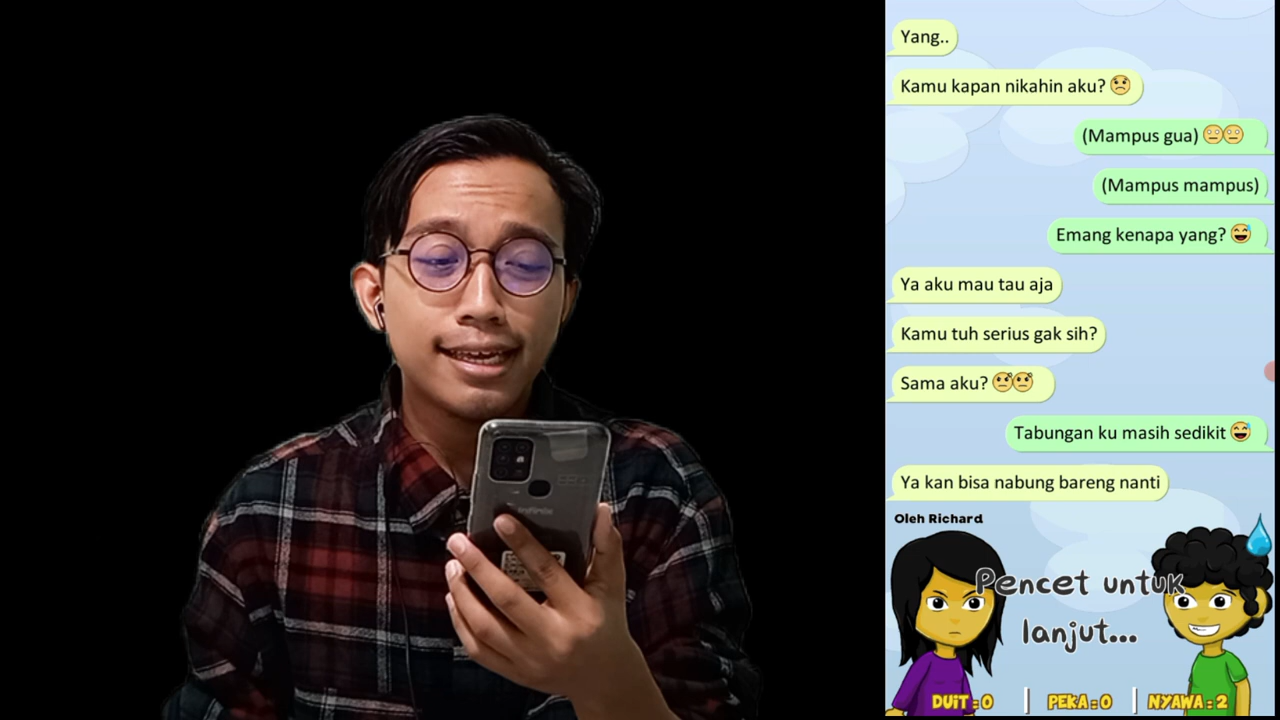 Yang..
Kamu kapan nikahin aku? 😟
(Mampus gua) 😐😐
(Mampus mampus)
Emang kenapa yang? 😅
Ya aku mau tau aja
Kamu tuh serius gak sih?
Sama aku?
Tabungan ku masih sedikit 😅
Ya kan bisa nabung bareng nanti
Oleh Richard
Pencet untuk
lanjut...
DUIT = 0 | PEKA = 0 | NYAWA = 2
Infinix